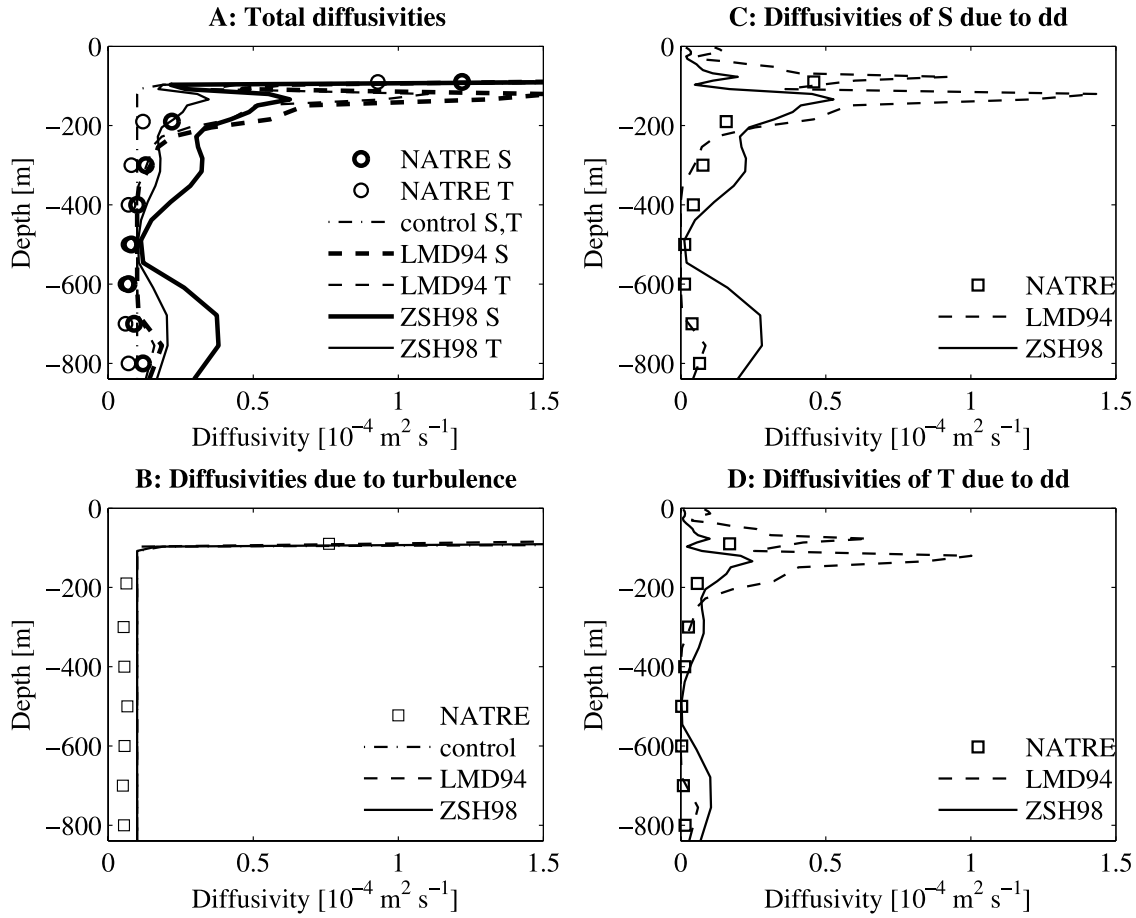 A: Total diffusivities
0
−200
−400
−600
−800
Depth [m]
NATRE S
NATRE T
control S,T
LMD94 S
LMD94 T
ZSH98 S
ZSH98 T
0
0.5
1
1.5
Diffusivity [10⁻⁴ m² s⁻¹]
C: Diffusivities of S due to dd
0
−200
−400
−600
−800
Depth [m]
NATRE
LMD94
ZSH98
0
0.5
1
1.5
Diffusivity [10⁻⁴ m² s⁻¹]
B: Diffusivities due to turbulence
0
−200
−400
−600
−800
Depth [m]
NATRE
control
LMD94
ZSH98
0
0.5
1
1.5
Diffusivity [10⁻⁴ m² s⁻¹]
D: Diffusivities of T due to dd
0
−200
−400
−600
−800
Depth [m]
NATRE
LMD94
ZSH98
0
0.5
1
1.5
Diffusivity [10⁻⁴ m² s⁻¹]